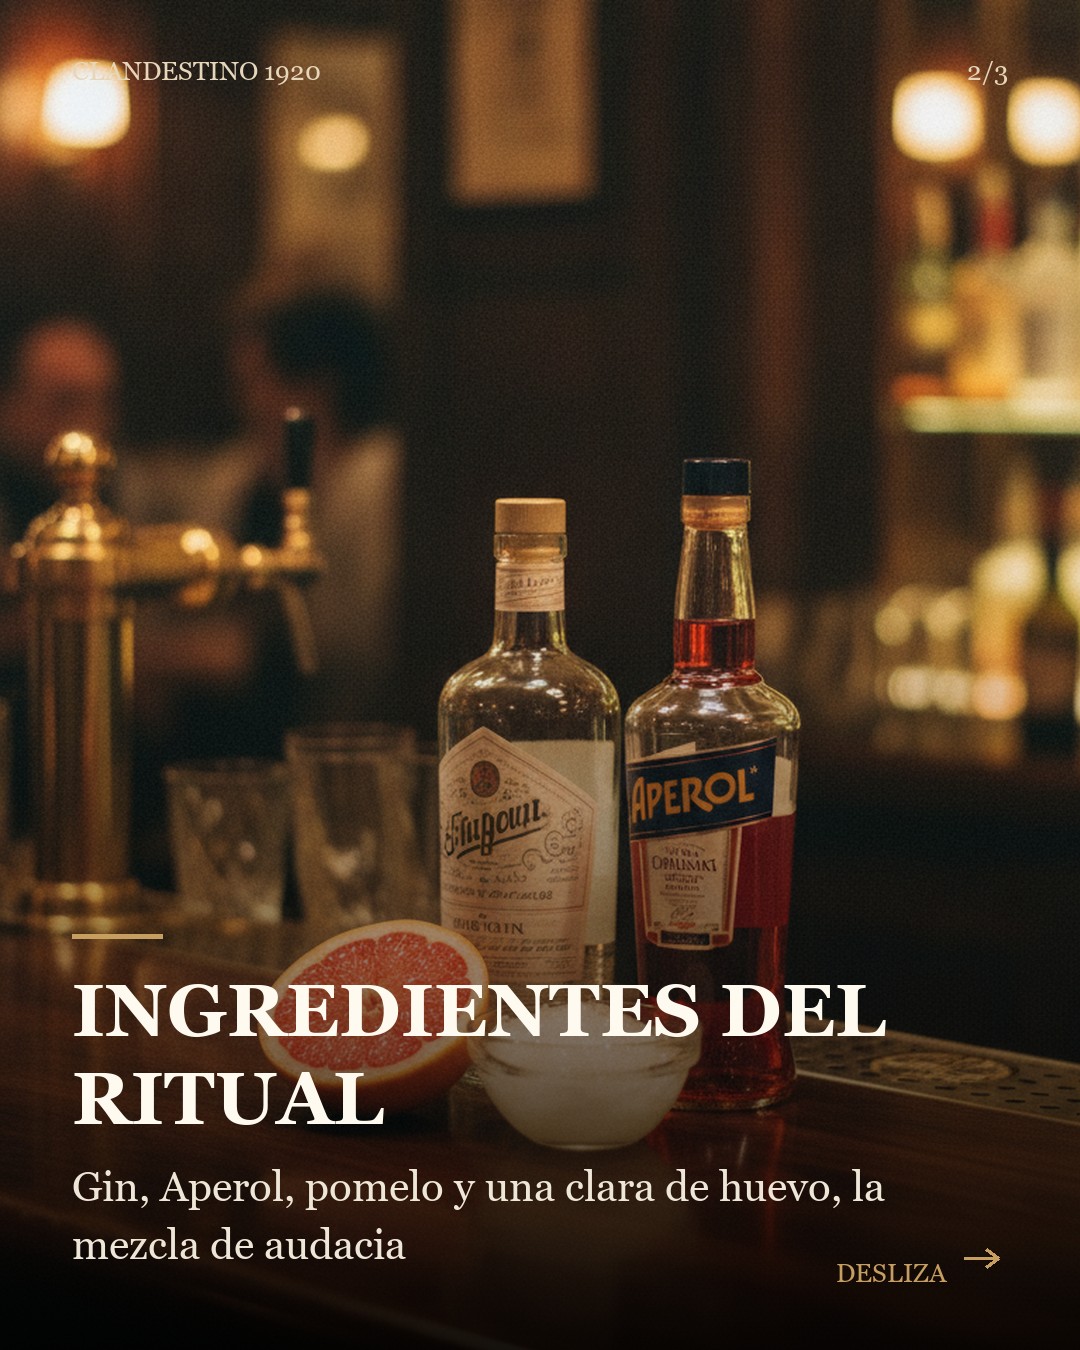 CLANDESTINO 1920
2/3
APEROL
INGREDIENTES DEL
RITUAL
Gin, Aperol, pomelo y una clara de huevo, la
mezcla de audacia
DESLIZA